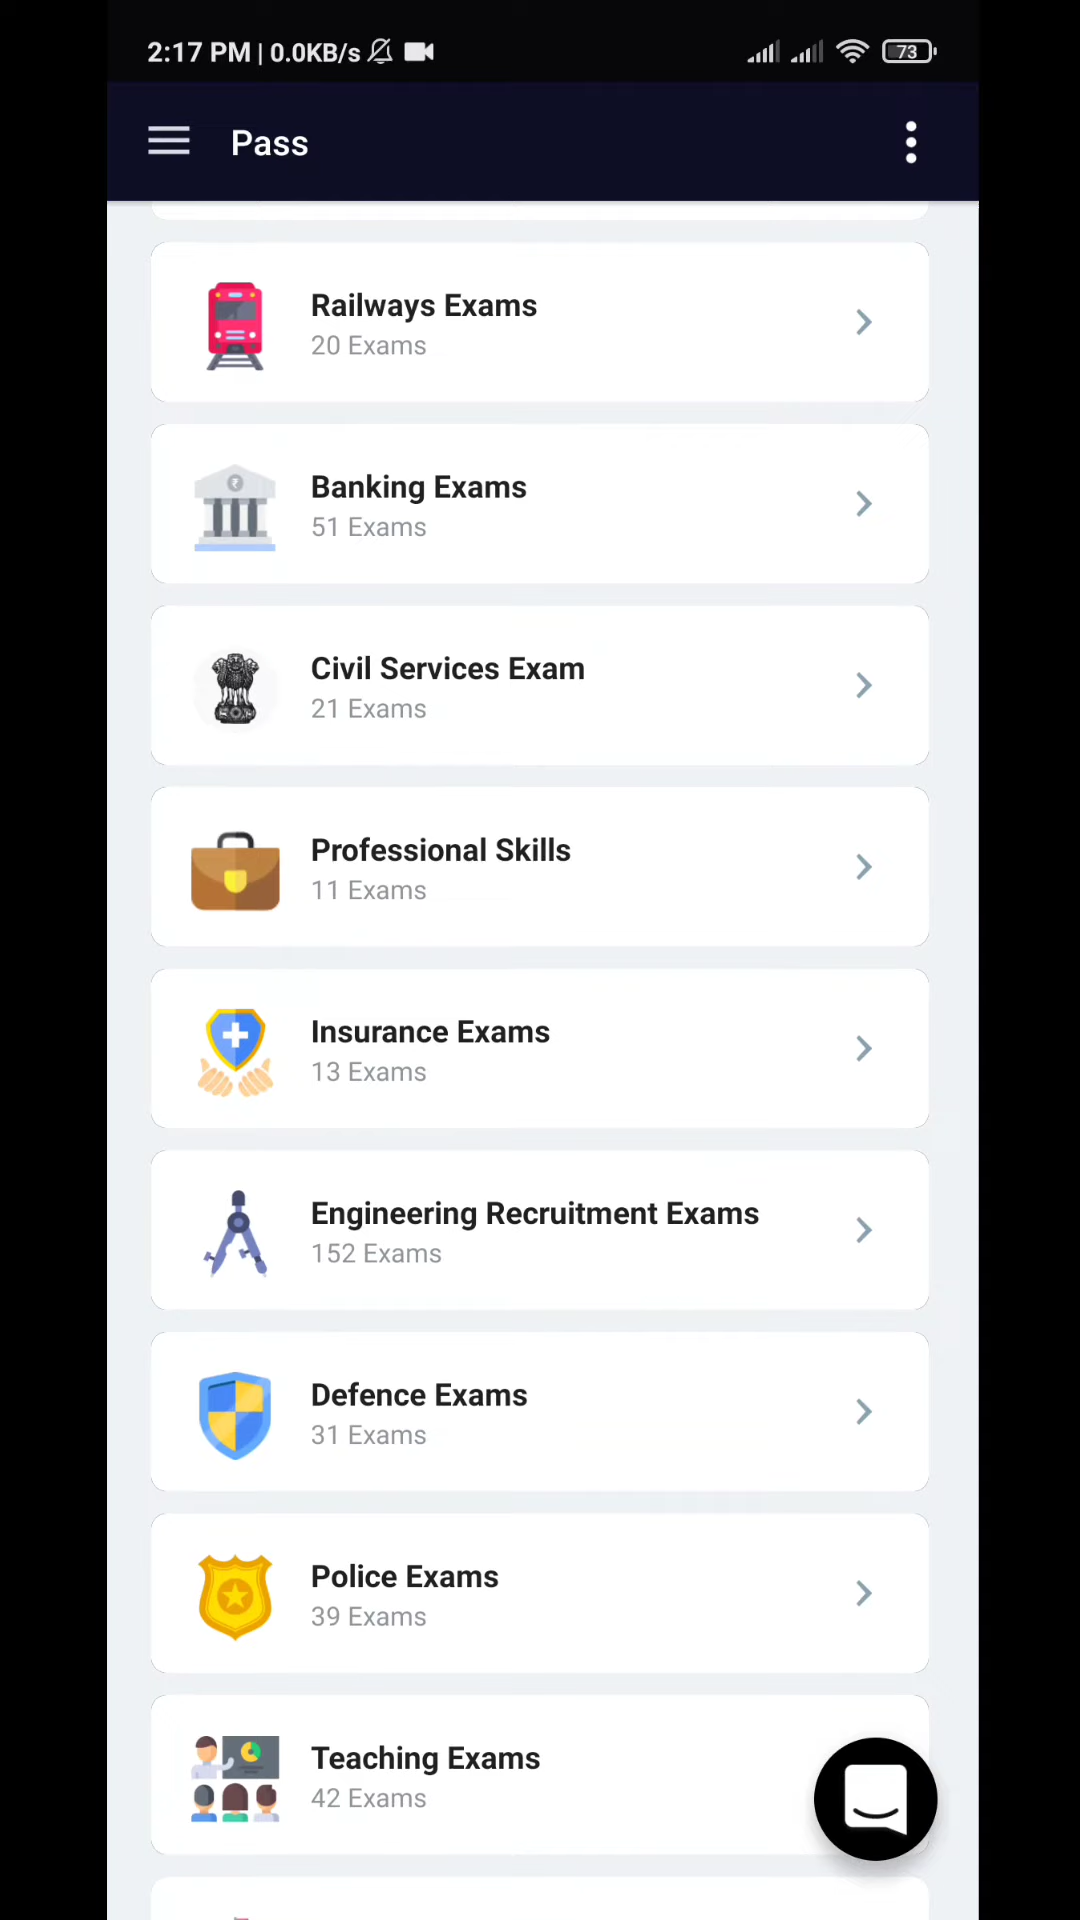 2:17 PM | 0.0KB/s
73
Pass
Railways Exams
20 Exams
Banking Exams
51 Exams
Civil Services Exam
21 Exams
Professional Skills
11 Exams
Insurance Exams
13 Exams
Engineering Recruitment Exams
152 Exams
Defence Exams
31 Exams
Police Exams
39 Exams
Teaching Exams
42 Exams